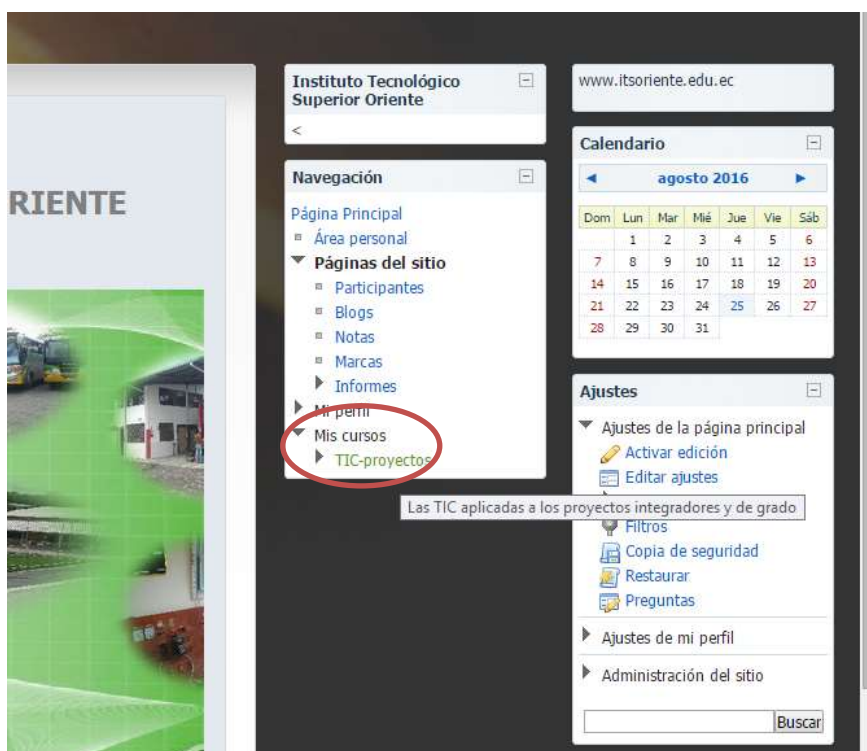 RIENTE
Instituto Tecnológico
Superior Oriente
<
Navegación
Página Principal
Área personal
Páginas del sitio
Participantes
Blogs
Notas
Marcas
Informes
Mi perfil
Mis cursos
TIC-proyectos
Las TIC aplicadas a los proyectos integradores y de grado
www.itsoriente.edu.ec
Calendario
◄ agosto 2016 ►
Dom Lun Mar Mié Jue Vie Sáb
1 2 3 4 5 6
7 8 9 10 11 12 13
14 15 16 17 18 19 20
21 22 23 24 25 26 27
28 29 30 31
Ajustes
Ajustes de la página principal
Activar edición
Editar ajustes
Filtros
Copia de seguridad
Restaurar
Preguntas
Ajustes de mi perfil
Administración del sitio
Buscar